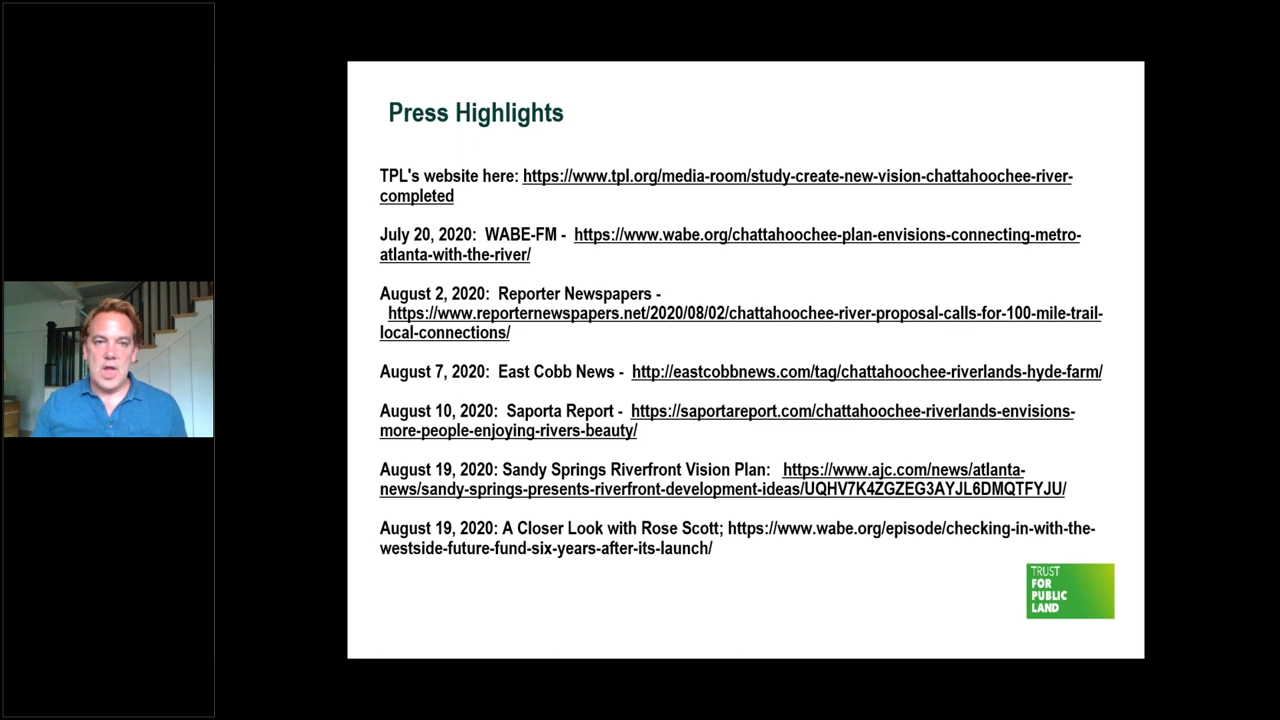 Press Highlights
TPL's website here: https://www.tpl.org/media-room/study-create-new-vision-chattahoochee-river-
completed
July 20, 2020: WABE-FM - https://www.wabe.org/chattahoochee-plan-envisions-connecting-metro-
atlanta-with-the-river/
August 2, 2020: Reporter Newspapers -
https://www.reporternewspapers.net/2020/08/02/chattahoochee-river-proposal-calls-for-100-mile-trail-
local-connections/
August 7, 2020: East Cobb News - http://eastcobbnews.com/tag/chattahoochee-riverlands-hyde-farm/
August 10, 2020: Saporta Report - https://saportareport.com/chattahoochee-riverlands-envisions-
more-people-enjoying-rivers-beauty/
August 19, 2020: Sandy Springs Riverfront Vision Plan: https://www.ajc.com/news/atlanta-
news/sandy-springs-presents-riverfront-development-ideas/UQHV7K4ZGZEG3AYJL6DMQTFYJU/
August 19, 2020: A Closer Look with Rose Scott; https://www.wabe.org/episode/checking-in-with-the-
westside-future-fund-six-years-after-its-launch/
TRUST
FOR
PUBLIC
LAND